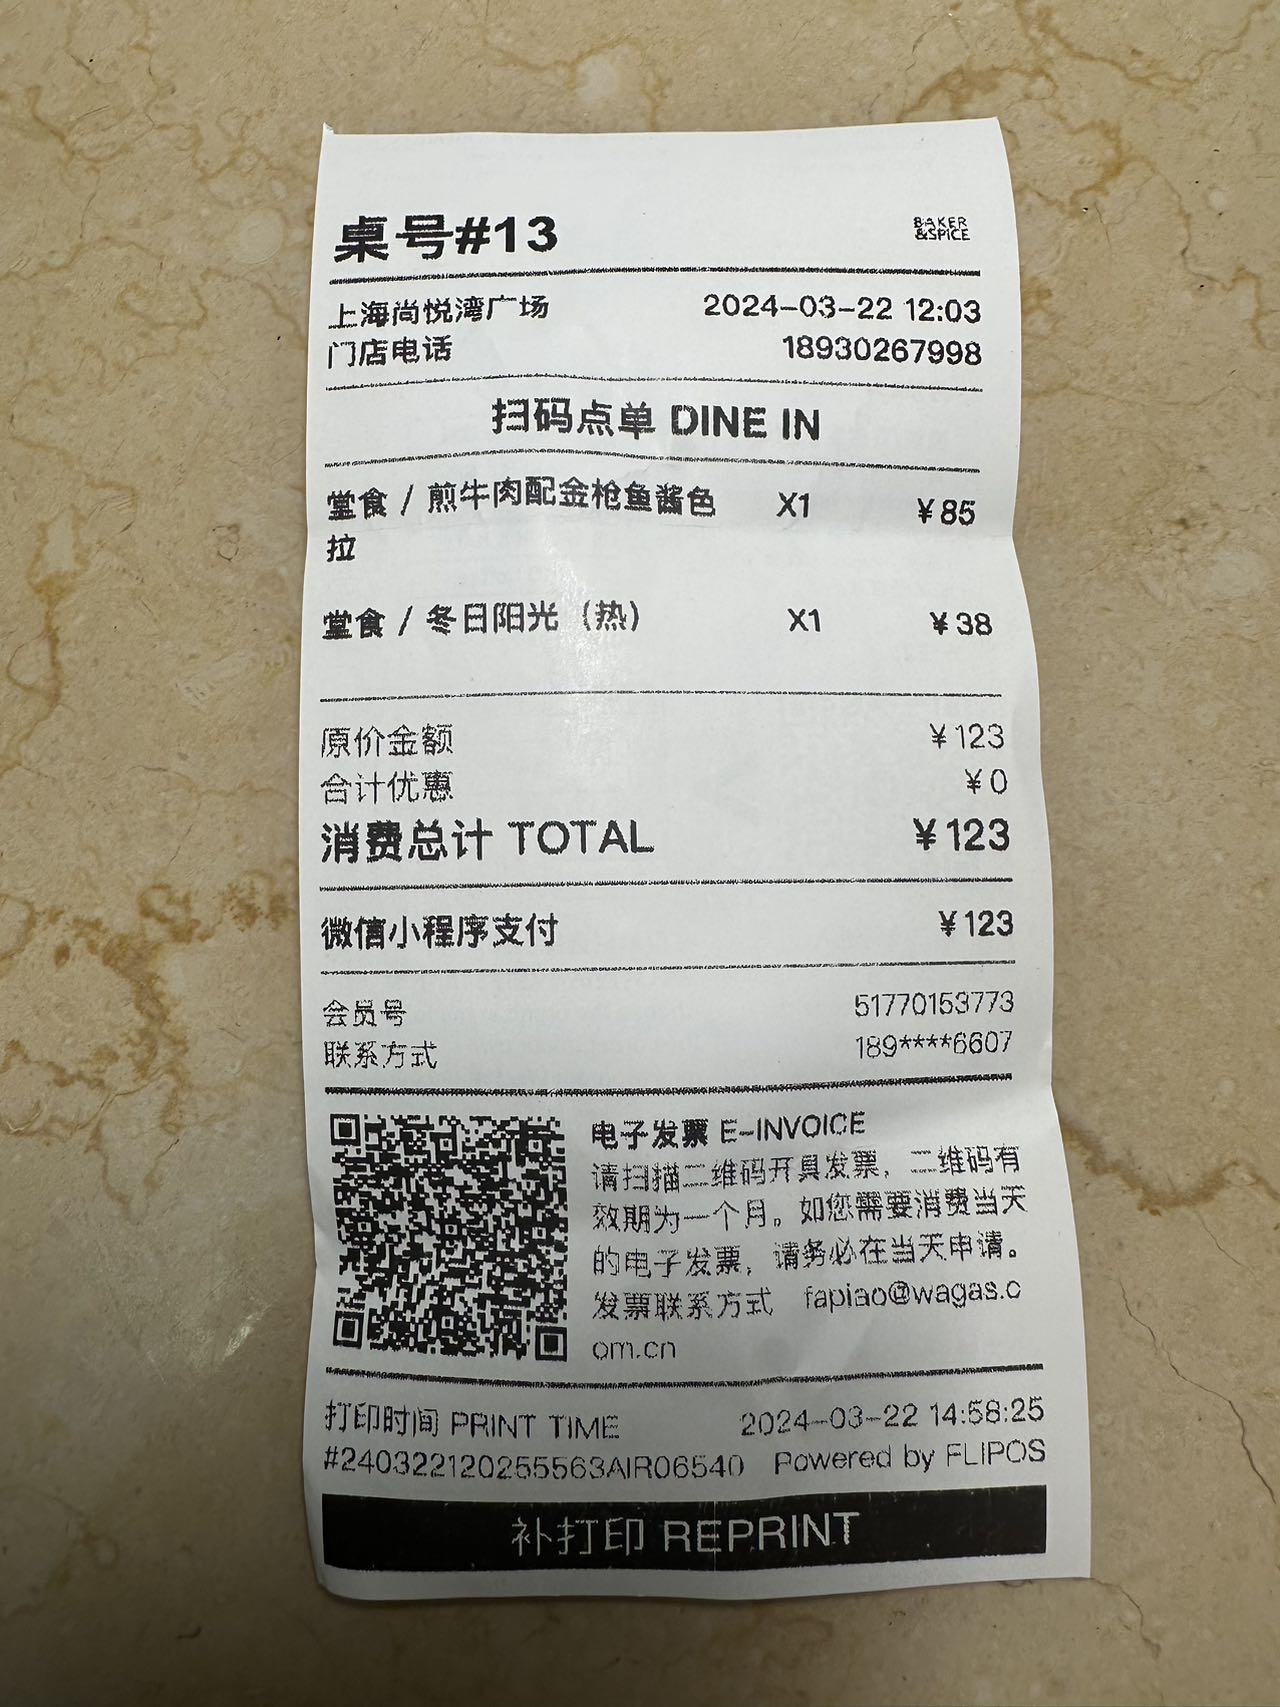 桌号#13
BAKER
&SPICE
上海尚悦湾广场 2024-03-22 12:03
门店电话 18930267998
扫码点单 DINE IN
堂食 / 煎牛肉配金枪鱼酱色 X1 ¥85
拉
堂食 / 冬日阳光（热） X1 ¥38
原价金额 ¥123
合计优惠 ¥0
消费总计 TOTAL ¥123
微信小程序支付 ¥123
会员号 51770153773
联系方式 189****6607
电子发票 E-INVOICE
请扫描二维码开具发票，二维码有
效期为一个月。如您需要消费当天
的电子发票，请务必在当天申请。
发票联系方式 fapiao@wagas.c
om.cn
打印时间 PRINT TIME 2024-03-22 14:58:25
#240322120255563AIR06540 Powered by FLIPOS
补打印 REPRINT